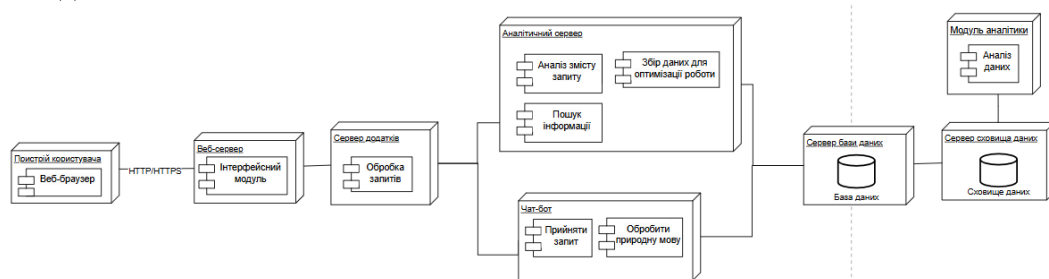 Пристрій користувача
Веб-браузер
HTTP/HTTPS
Веб-сервер
Інтерфейсний
модуль
Сервер додатків
Обробка
запитів
Аналітичний сервер
Аналіз змісту
запиту
Збір даних для
оптимізації роботи
Пошук
інформації
Чат-бот
Прийняти
запит
Обробити
природну мову
Сервер бази даних
База даних
Модуль аналітики
Аналіз
даних
Сервер сховища даних
Сховище даних